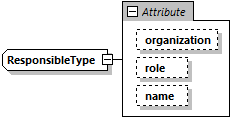 Attribute
organization
ResponsibleType
role
name